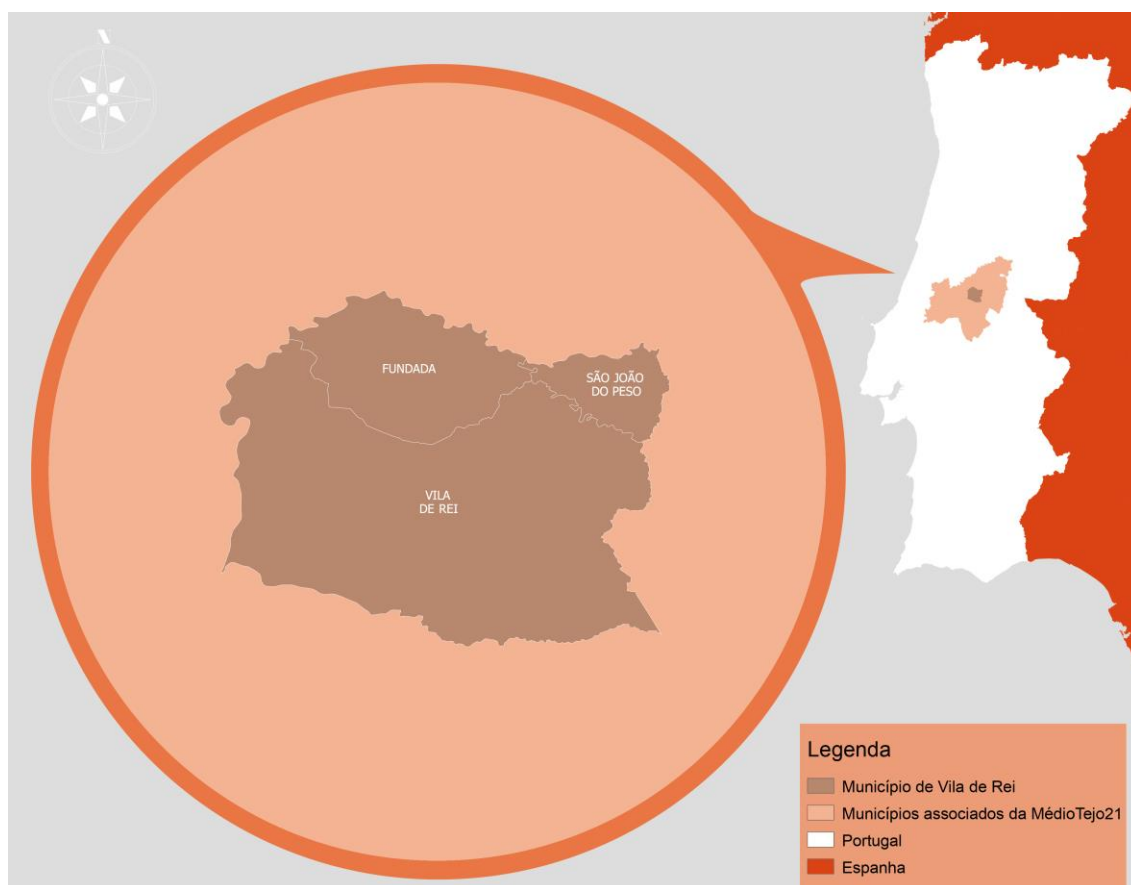 FUNDADA
SÃO JOÃO
DO PESO
VILA
DE REI
Legenda
Município de Vila de Rei
Municípios associados da MédioTejo21
Portugal
Espanha